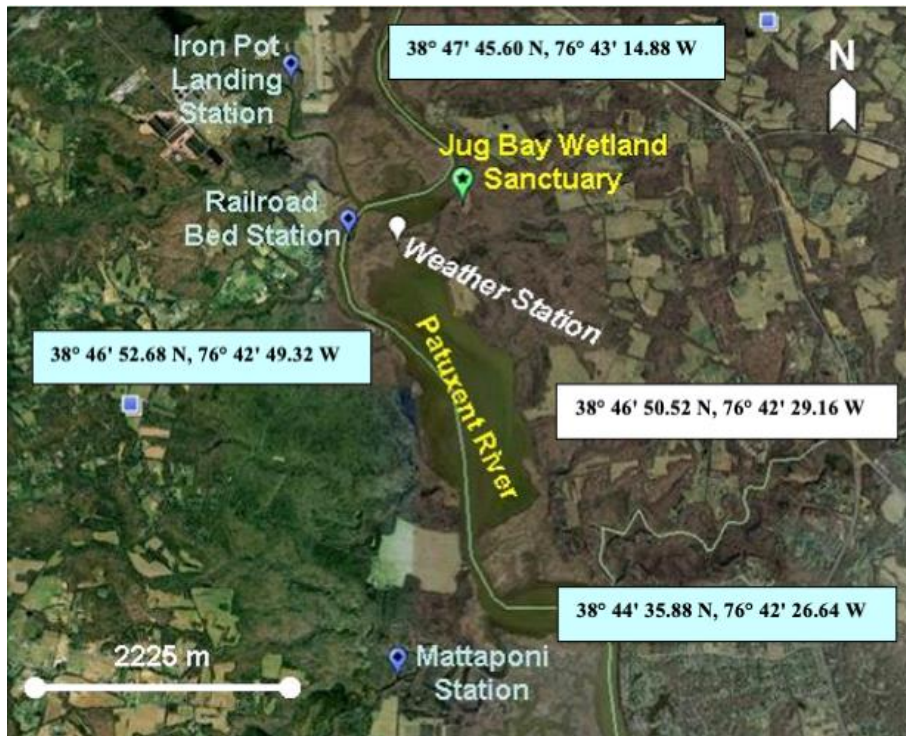 Iron Pot
Landing
Station
38° 47' 45.60 N, 76° 43' 14.88 W
N
Jug Bay Wetland
Sanctuary
Railroad
Bed Station
Weather Station
38° 46' 52.68 N, 76° 42' 49.32 W
Patuxent River
38° 46' 50.52 N, 76° 42' 29.16 W
38° 44' 35.88 N, 76° 42' 26.64 W
2225 m
Mattaponi
Station